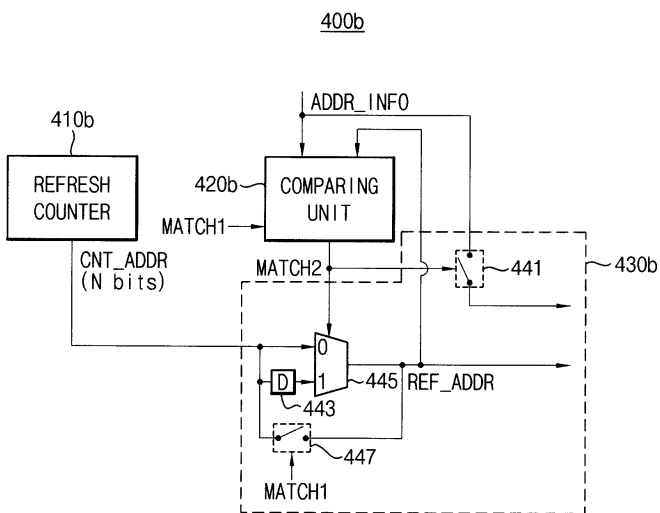 400b
ADDR_INFO
410b
REFRESH
COUNTER
420b
COMPARING
UNIT
MATCH1
CNT_ADDR
(N bits)
MATCH2
441
430b
0
D
1
443
445
REF_ADDR
447
MATCH1